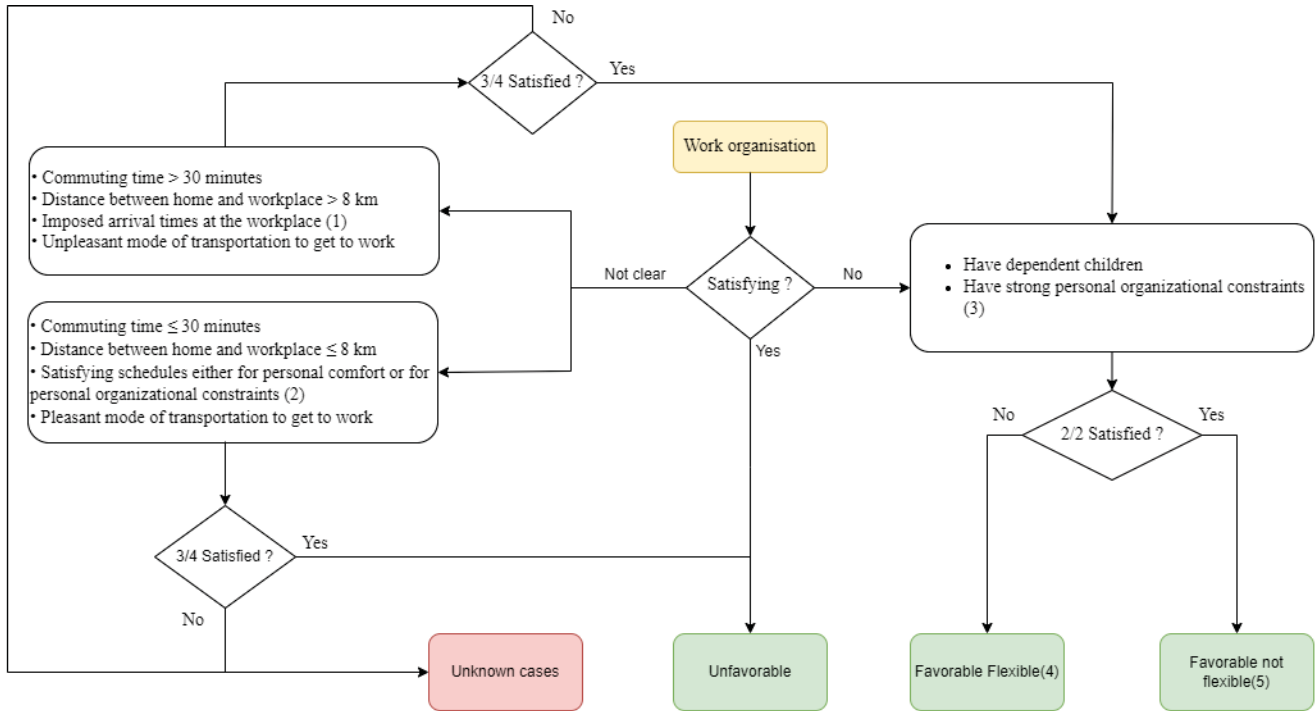 No
3/4 Satisfied ?
Yes
Work organisation
• Commuting time > 30 minutes
• Distance between home and workplace > 8 km
• Imposed arrival times at the workplace (1)
• Unpleasant mode of transportation to get to work
Not clear
Satisfying ?
No
• Have dependent children
• Have strong personal organizational constraints
(3)
• Commuting time ≤ 30 minutes
• Distance between home and workplace ≤ 8 km
• Satisfying schedules either for personal comfort or for
personal organizational constraints (2)
• Pleasant mode of transportation to get to work
Yes
No
2/2 Satisfied ?
Yes
3/4 Satisfied ?
Yes
No
Unknown cases
Unfavorable
Favorable Flexible(4)
Favorable not
flexible(5)